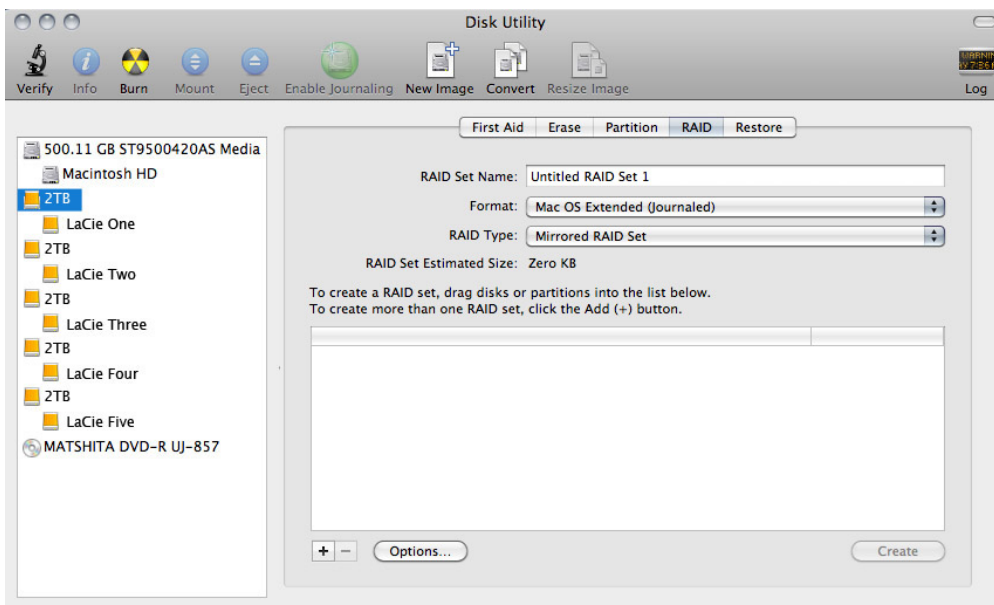 Disk Utility
Verify Info Burn Mount Eject Enable Journaling New Image Convert Resize Image Log
First Aid Erase Partition RAID Restore
500.11 GB ST9500420AS Media
Macintosh HD
2TB
LaCie One
2TB
LaCie Two
2TB
LaCie Three
2TB
LaCie Four
2TB
LaCie Five
MATSHITA DVD-R UJ-857
RAID Set Name: Untitled RAID Set 1
Format: Mac OS Extended (Journaled)
RAID Type: Mirrored RAID Set
RAID Set Estimated Size: Zero KB
To create a RAID set, drag disks or partitions into the list below.
To create more than one RAID set, click the Add (+) button.
+ − Options... Create